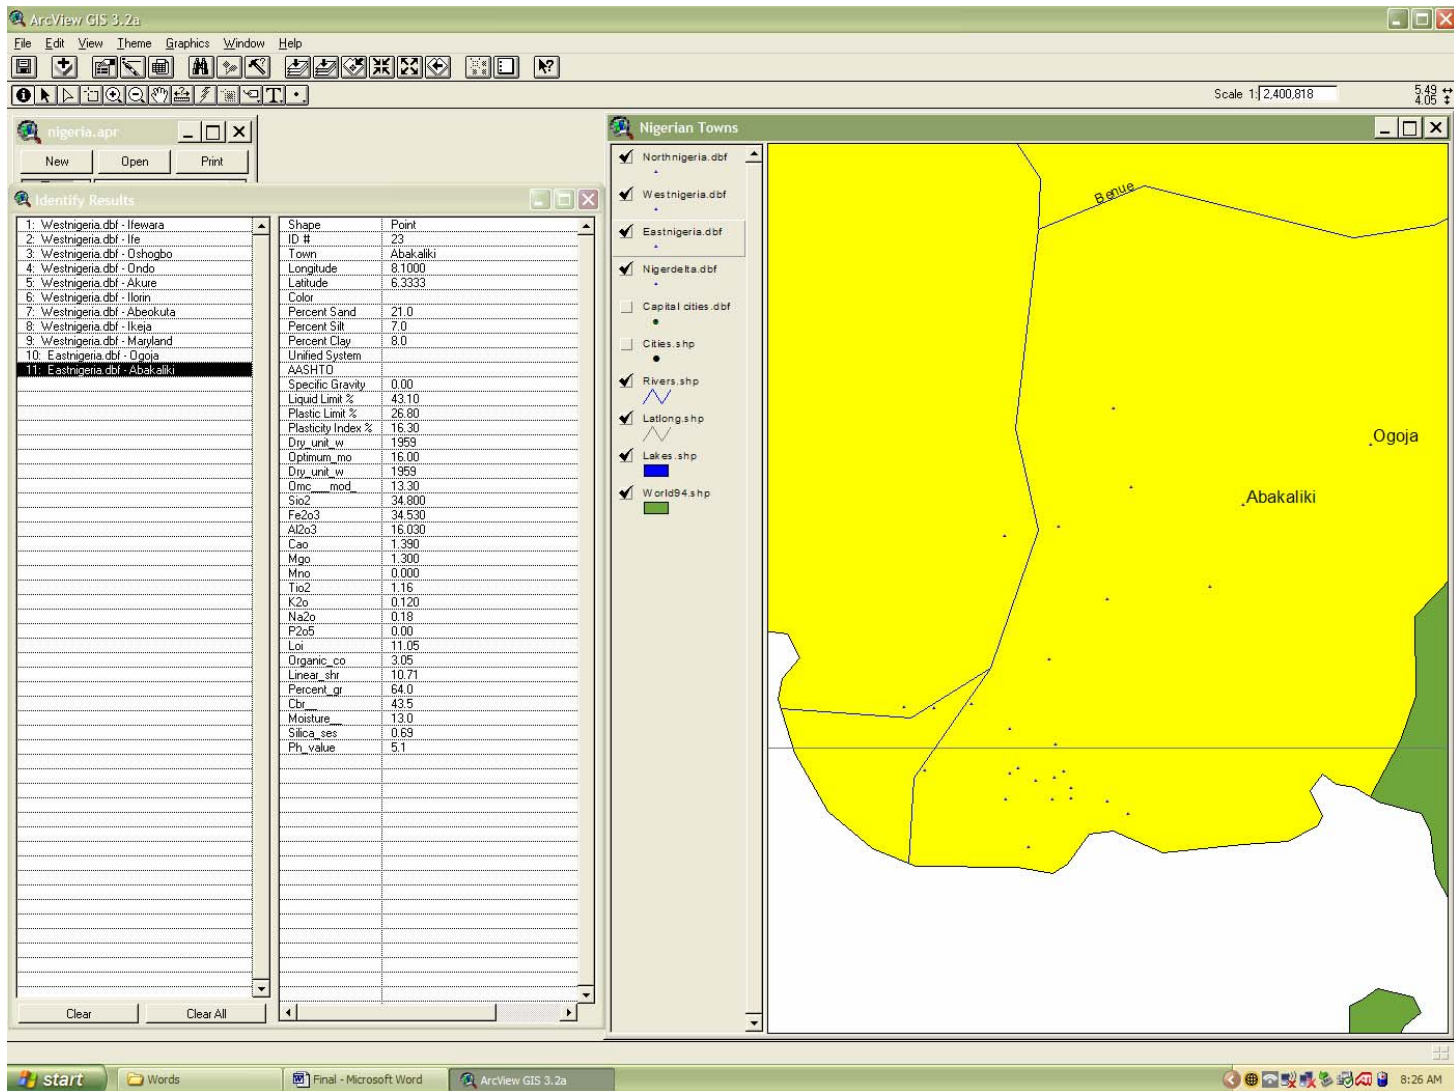 ArcView GIS 3.2a
File Edit View Theme Graphics Window Help
Scale 1: 2,400,818
5.49
4.05
nigeria.apr
New Open Print
Identify Results
1: Westnigeria.dbf - Ifewara
2: Westnigeria.dbf - Ife
3: Westnigeria.dbf - Oshogbo
4: Westnigeria.dbf - Ondo
5: Westnigeria.dbf - Akure
6: Westnigeria.dbf - Ilorin
7: Westnigeria.dbf - Abeokuta
8: Westnigeria.dbf - Ikeja
9: Westnigeria.dbf - Maryland
10: Eastnigeria.dbf - Ogoja
11: Eastnigeria.dbf - Abakaliki
Shape Point
ID # 23
Town Abakaliki
Longitude 8.1000
Latitude 6.3333
Color
Percent Sand 21.0
Percent Silt 7.0
Percent Clay 8.0
Unified System
AASHTO
Specific Gravity 0.00
Liquid Limit % 43.10
Plastic Limit % 26.80
Plasticity Index % 16.30
Dry_unit_w 1959
Optimum_mo 16.00
Dry_unit_w 1959
Omc___mod_ 13.30
Sio2 34.800
Fe2o3 34.530
Al2o3 16.030
Cao 1.390
Mgo 1.300
Mno 0.000
Tio2 1.16
K2o 0.120
Na2o 0.18
P2o5 0.00
Loi 11.05
Organic_co 3.05
Linear_shr 10.71
Percent_gr 64.0
Cbr__ 43.5
Moisture__ 13.0
Silica_ses 0.69
Ph_value 5.1
Clear Clear All
Nigerian Towns
Northnigeria.dbf
Westnigeria.dbf
Eastnigeria.dbf
Nigerdelta.dbf
Capital cities.dbf
Cities.shp
Rivers.shp
Latlong.shp
Lakes.shp
World94.shp
Benue
Ogoja
Abakaliki
start Words Final - Microsoft Word ArcView GIS 3.2a 8:26 AM